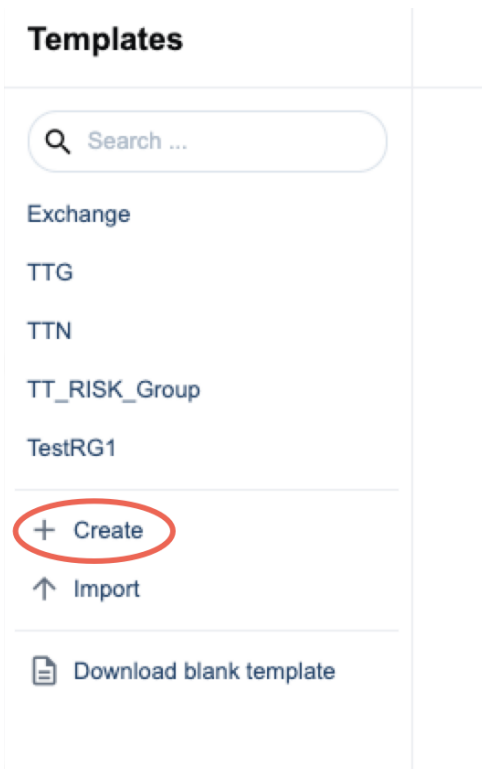 Templates
Search ...
Exchange
TTG
TTN
TT_RISK_Group
TestRG1
Create
Import
Download blank template